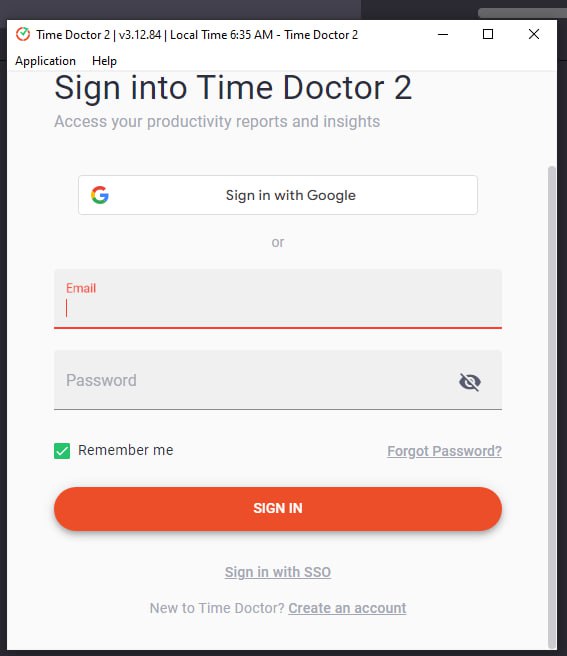 Time Doctor 2 | v3.12.84 | Local Time 6:35 AM - Time Doctor 2
Application Help
Sign into Time Doctor 2
Access your productivity reports and insights
Sign in with Google
or
Email
Password
Remember me Forgot Password?
SIGN IN
Sign in with SSO
New to Time Doctor? Create an account